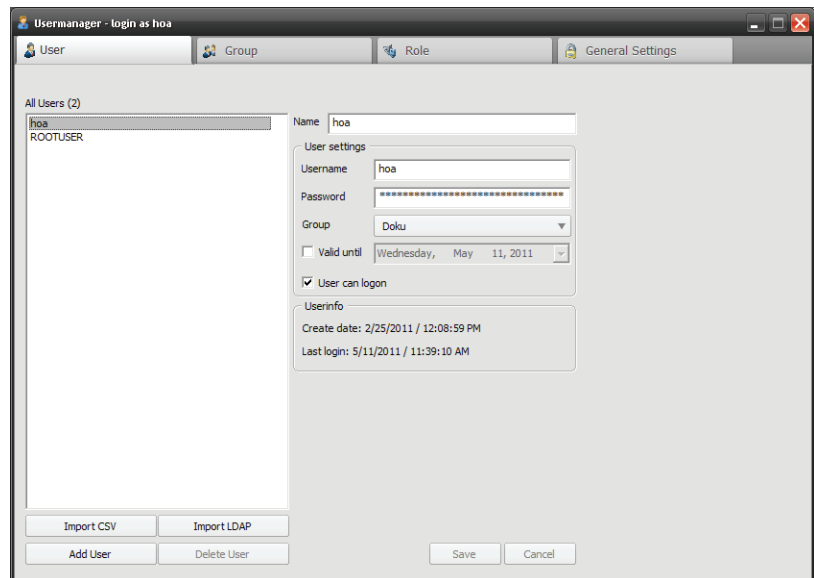 Usermanager - login as hoa
User
Group
Role
General Settings
All Users (2)
hoa
ROOTUSER
Name hoa
User settings
Username hoa
Password ********************************
Group Doku
Valid until Wednesday, May 11, 2011
User can logon
Userinfo
Create date: 2/25/2011 / 12:08:59 PM
Last login: 5/11/2011 / 11:39:10 AM
Import CSV
Import LDAP
Add User
Delete User
Save
Cancel